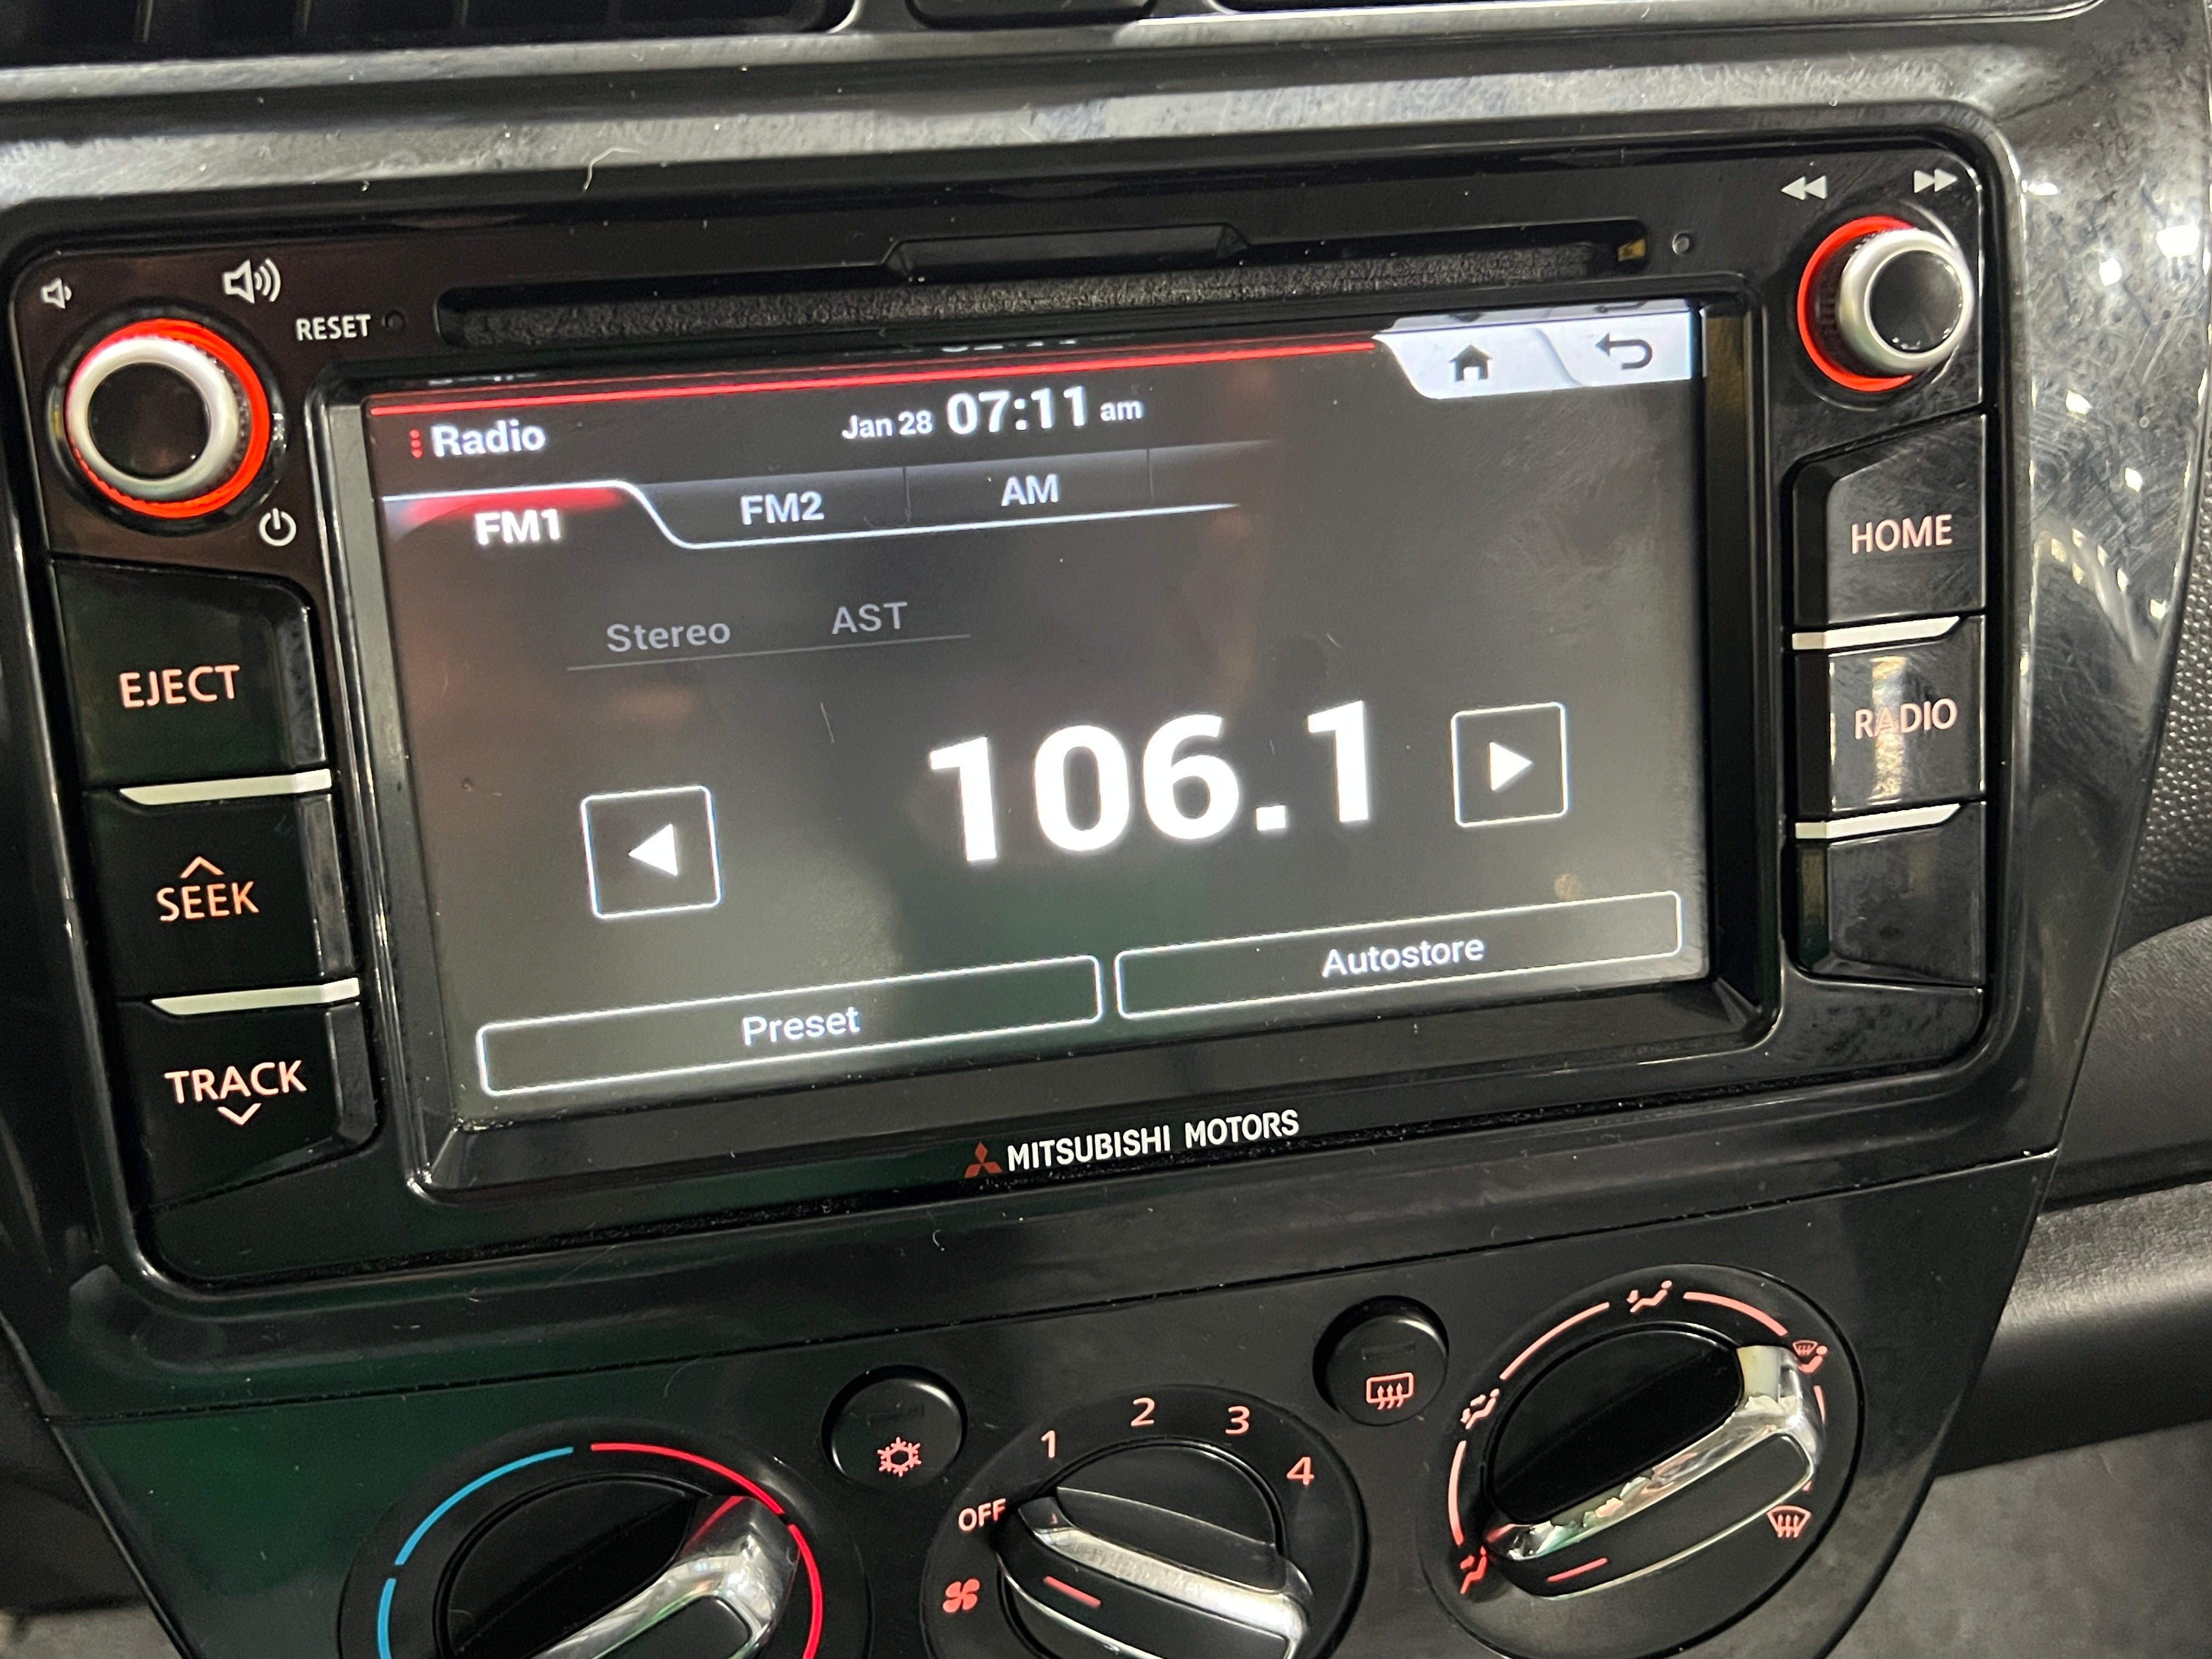 RESET
Radio
Jan 28 07:11 am
FM1 FM2 AM
Stereo AST
106.1
Preset Autostore
EJECT
SEEK
TRACK
HOME
RADIO
MITSUBISHI MOTORS
OFF 1 2 3 4